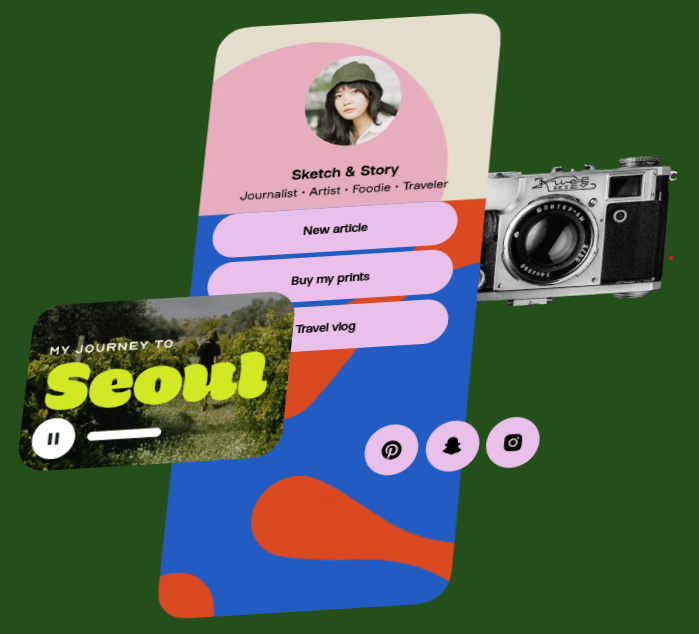 Sketch & Story
Journalist • Artist • Foodie • Traveler
New article
Buy my prints
Travel vlog
MY JOURNEY TO
Seoul